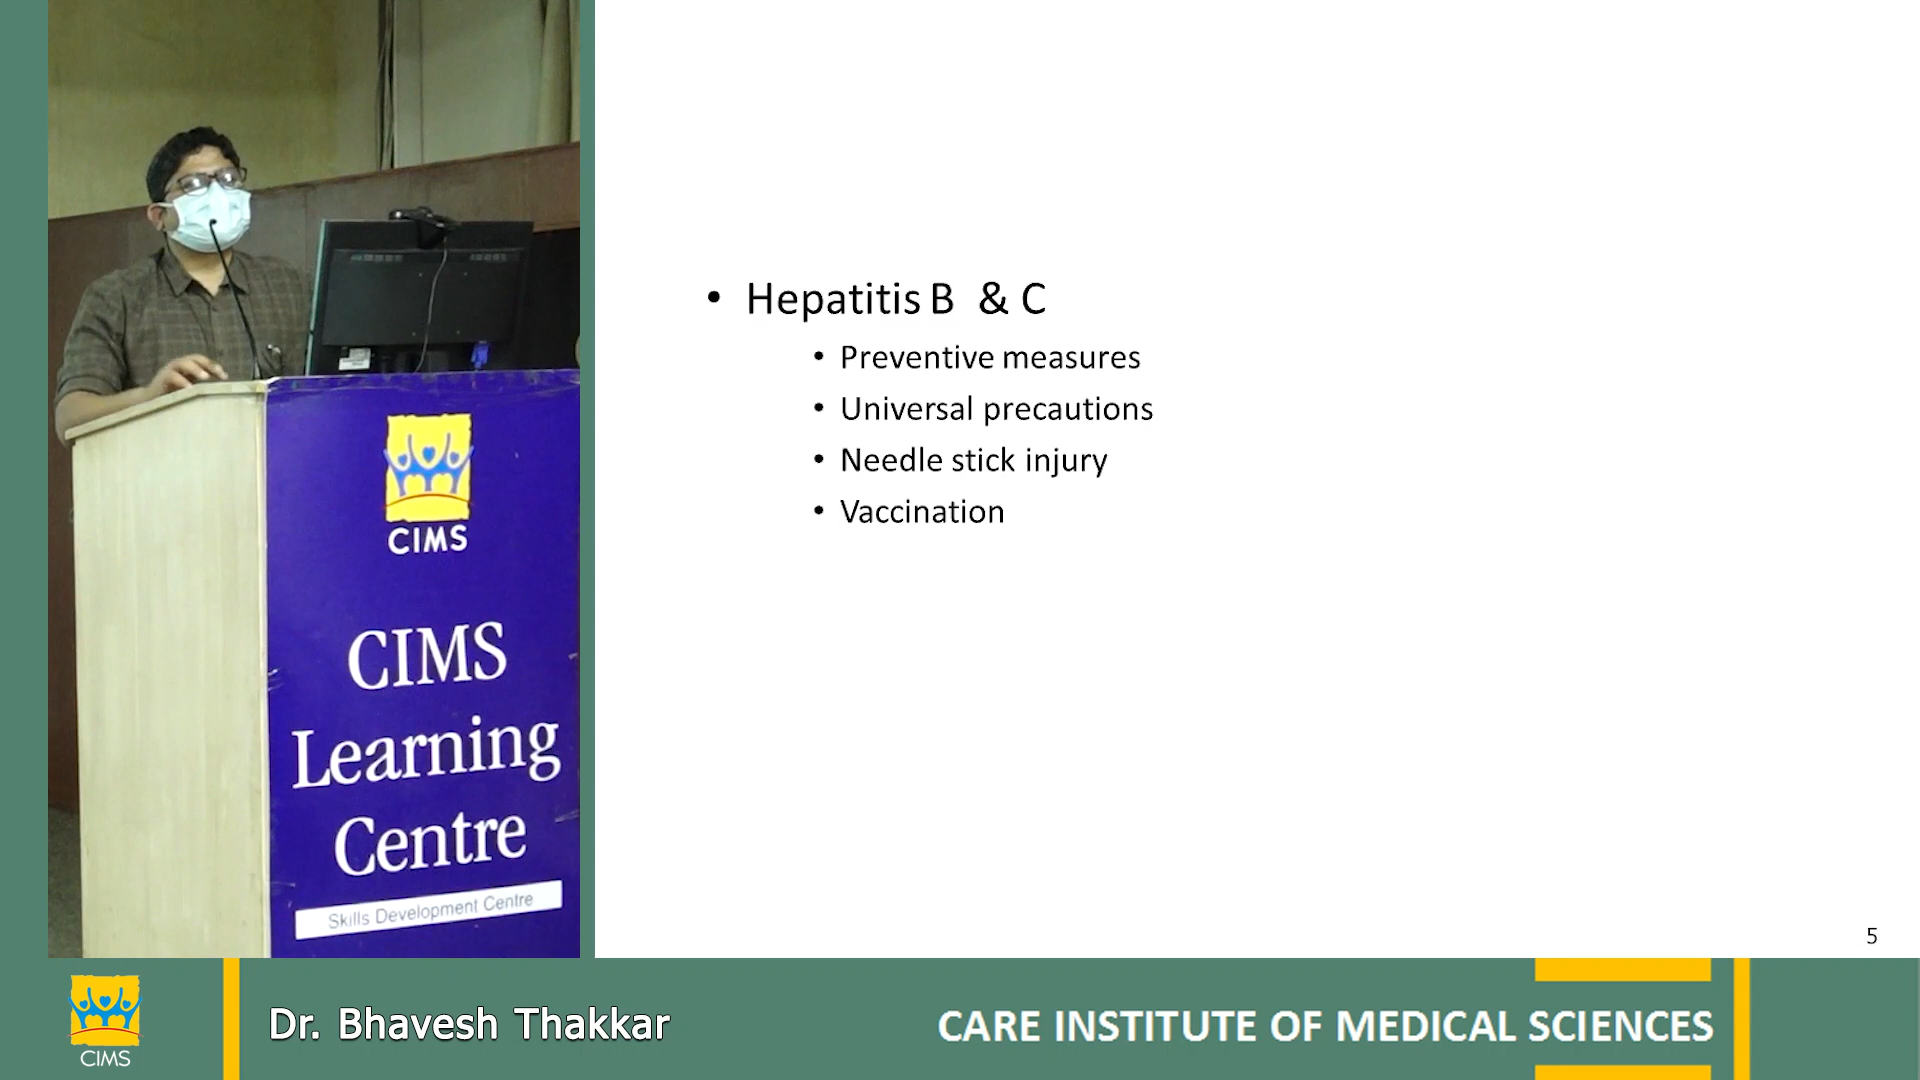 • Hepatitis B & C
• Preventive measures
• Universal precautions
• Needle stick injury
• Vaccination
5
CIMS
CIMS
Learning
Centre
Skills Development Centre
CIMS
Dr. Bhavesh Thakkar
CARE INSTITUTE OF MEDICAL SCIENCES